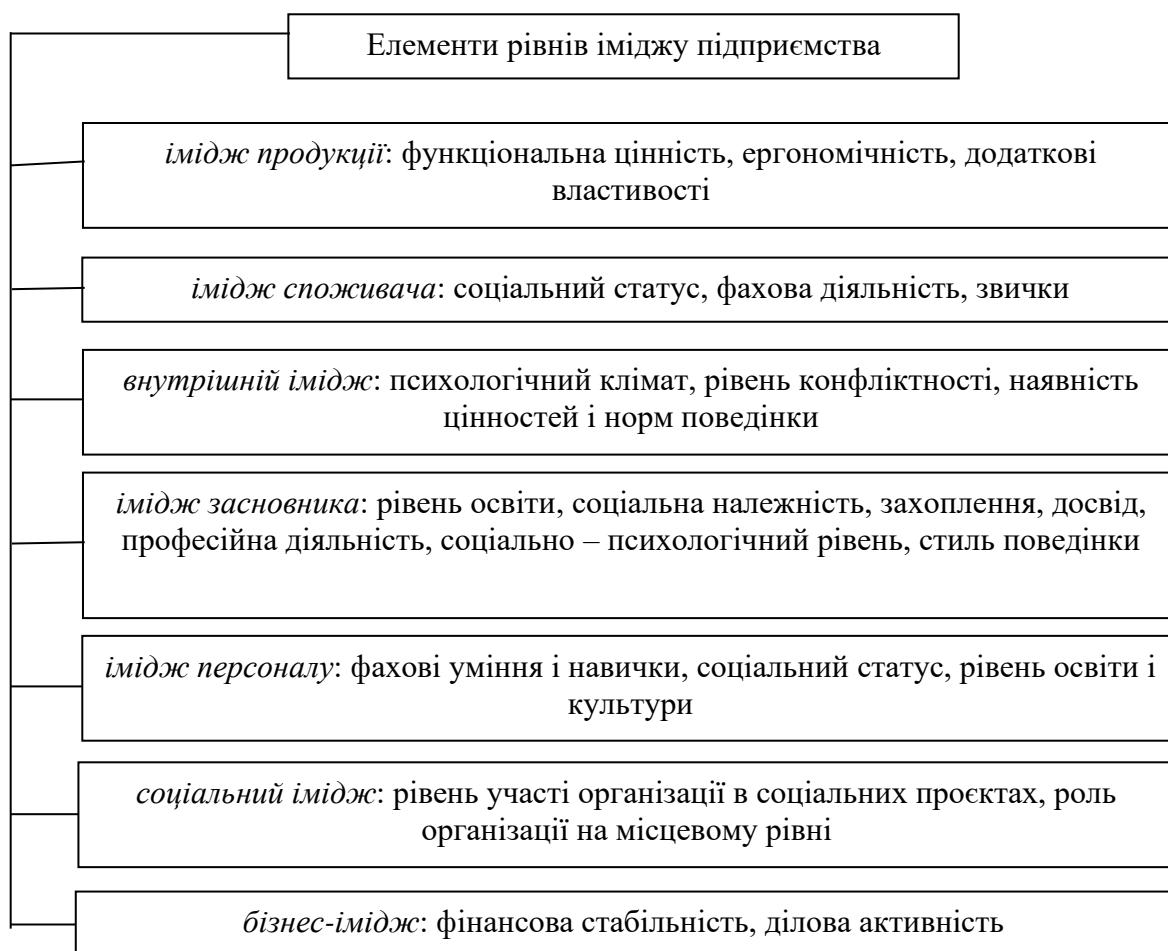 Елементи рівнів іміджу підприємства
імідж продукції: функціональна цінність, ергономічність, додаткові
властивості
імідж споживача: соціальний статус, фахова діяльність, звички
внутрішній імідж: психологічний клімат, рівень конфліктності, наявність
цінностей і норм поведінки
імідж засновника: рівень освіти, соціальна належність, захоплення, досвід,
професійна діяльність, соціально – психологічний рівень, стиль поведінки
імідж персоналу: фахові уміння і навички, соціальний статус, рівень освіти і
культури
соціальний імідж: рівень участі організації в соціальних проєктах, роль
організації на місцевому рівні
бізнес-імідж: фінансова стабільність, ділова активність